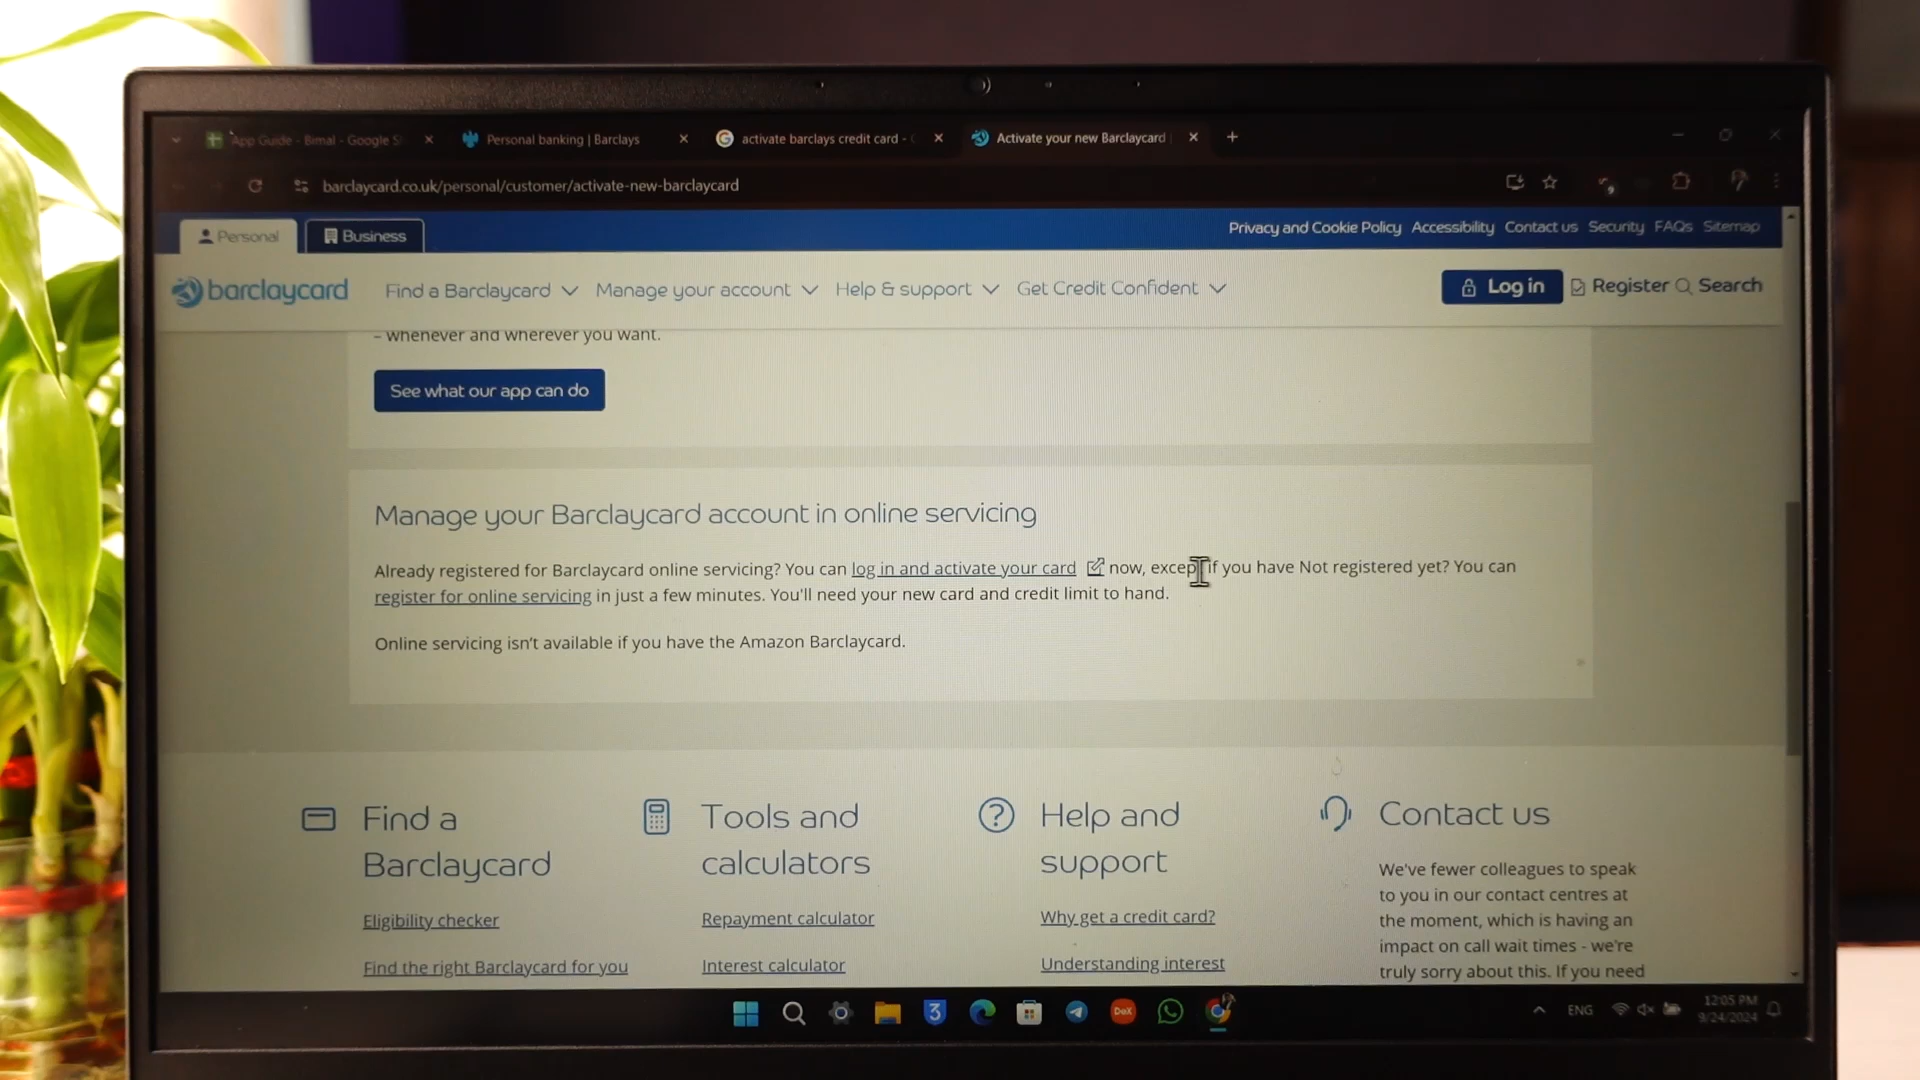 App Guide - Bimal - Google S
Personal banking | Barclays
activate barclays credit card -
Activate your new Barclaycard
barclaycard.co.uk/personal/customer/activate-new-barclaycard
Personal
Business
Privacy and Cookie Policy Accessibility Contact us Security FAQs Sitemap
barclaycard
Find a Barclaycard
Manage your account
Help & support
Get Credit Confident
Log in
Register
Search
– whenever and wherever you want.
See what our app can do
Manage your Barclaycard account in online servicing
Already registered for Barclaycard online servicing? You can log in and activate your card now, excep if you have Not registered yet? You can
register for online servicing in just a few minutes. You'll need your new card and credit limit to hand.
Online servicing isn't available if you have the Amazon Barclaycard.
Find a
Barclaycard
Eligibility checker
Find the right Barclaycard for you
Tools and
calculators
Repayment calculator
Interest calculator
Help and
support
Why get a credit card?
Understanding interest
Contact us
We've fewer colleagues to speak
to you in our contact centres at
the moment, which is having an
impact on call wait times - we're
truly sorry about this. If you need
3
DeX
ENG
12:05 PM
9/24/2024